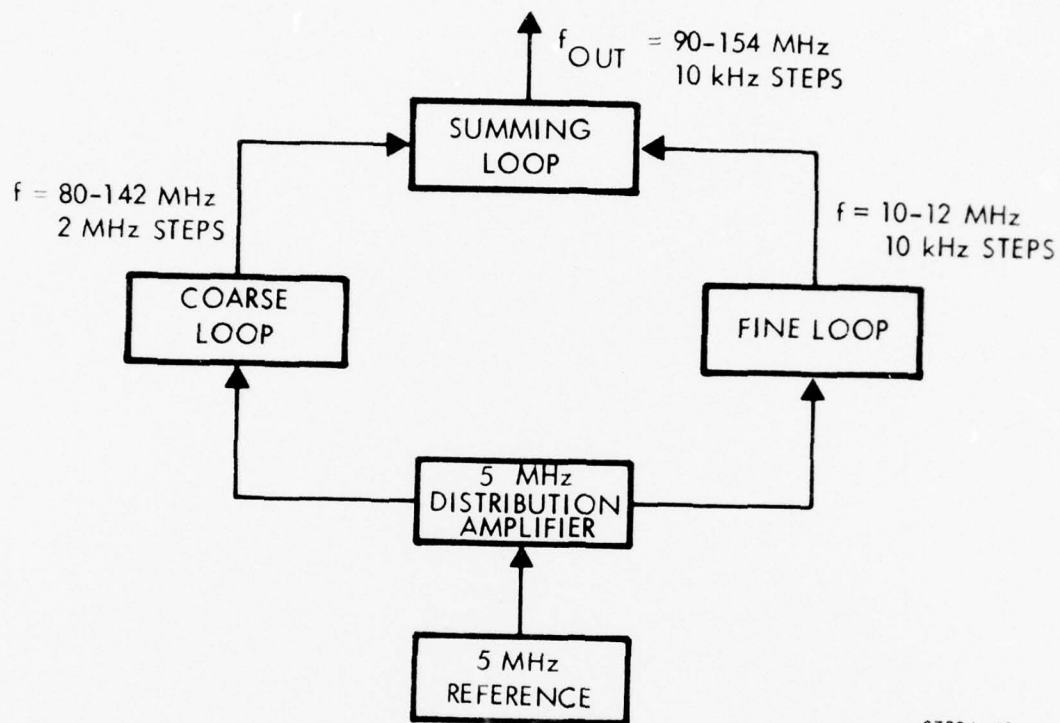 fOUT = 90-154 MHz
10 kHz STEPS
SUMMING
LOOP
f = 80-142 MHz
2 MHz STEPS
f = 10-12 MHz
10 kHz STEPS
COARSE
LOOP
FINE LOOP
5 MHz
DISTRIBUTION
AMPLIFIER
5 MHz
REFERENCE